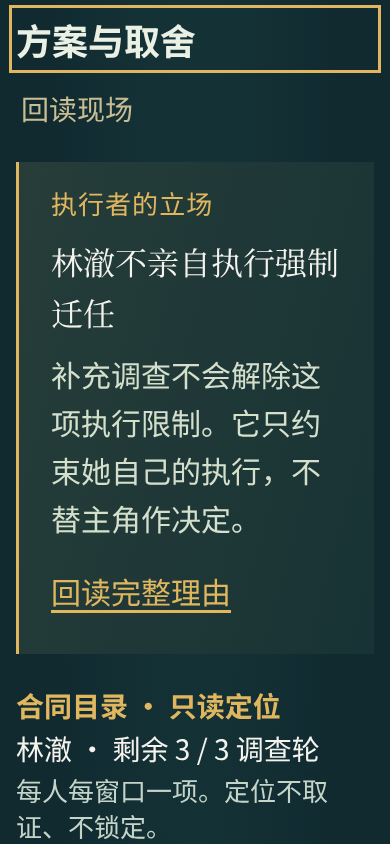 方案与取舍
回读现场
执行者的立场
林澈不亲自执行强制
迁任
补充调查不会解除这
项执行限制。它只约
束她自己的执行，不
替主角作决定。
回读完整理由
合同目录 · 只读定位
林澈 · 剩余 3 / 3 调查轮
每人每窗口一项。定位不取
证、不锁定。